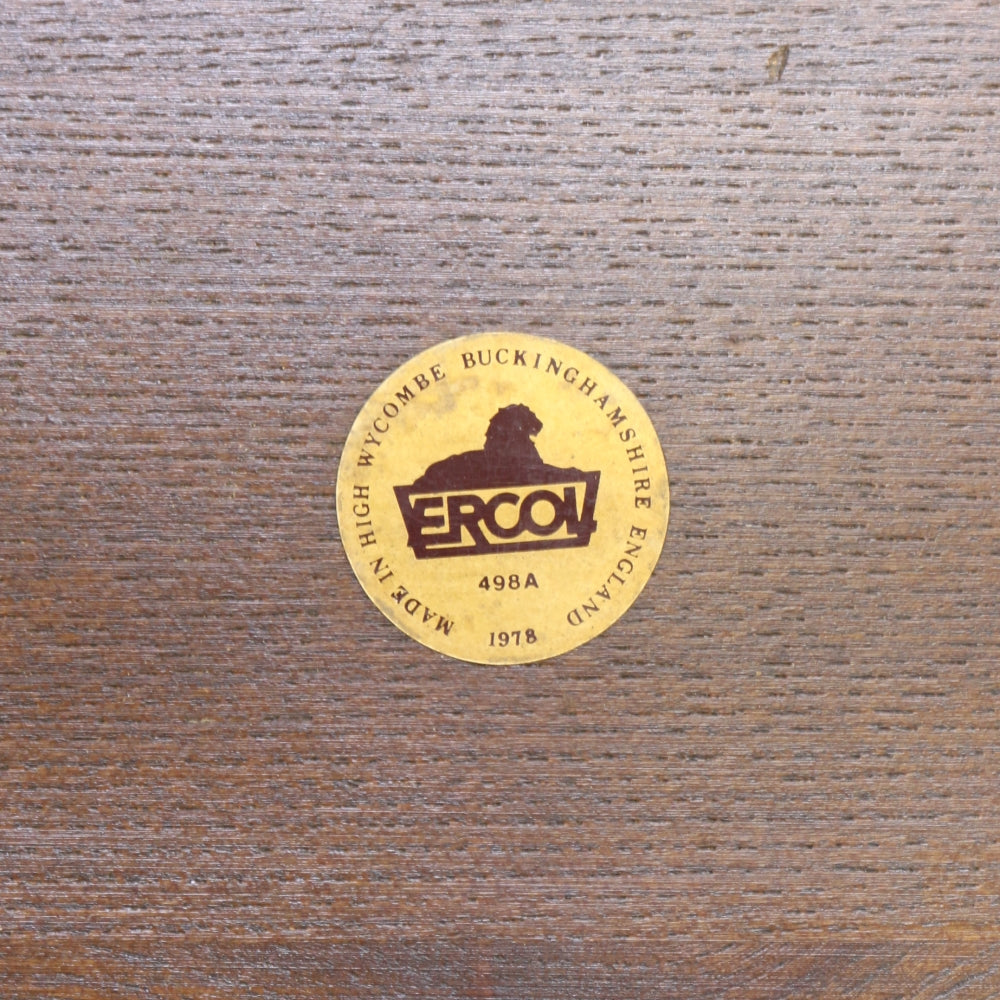 MADE IN HIGH WYCOMBE BUCKINGHAMSHIRE ENGLAND
ERCOL
498A
1978